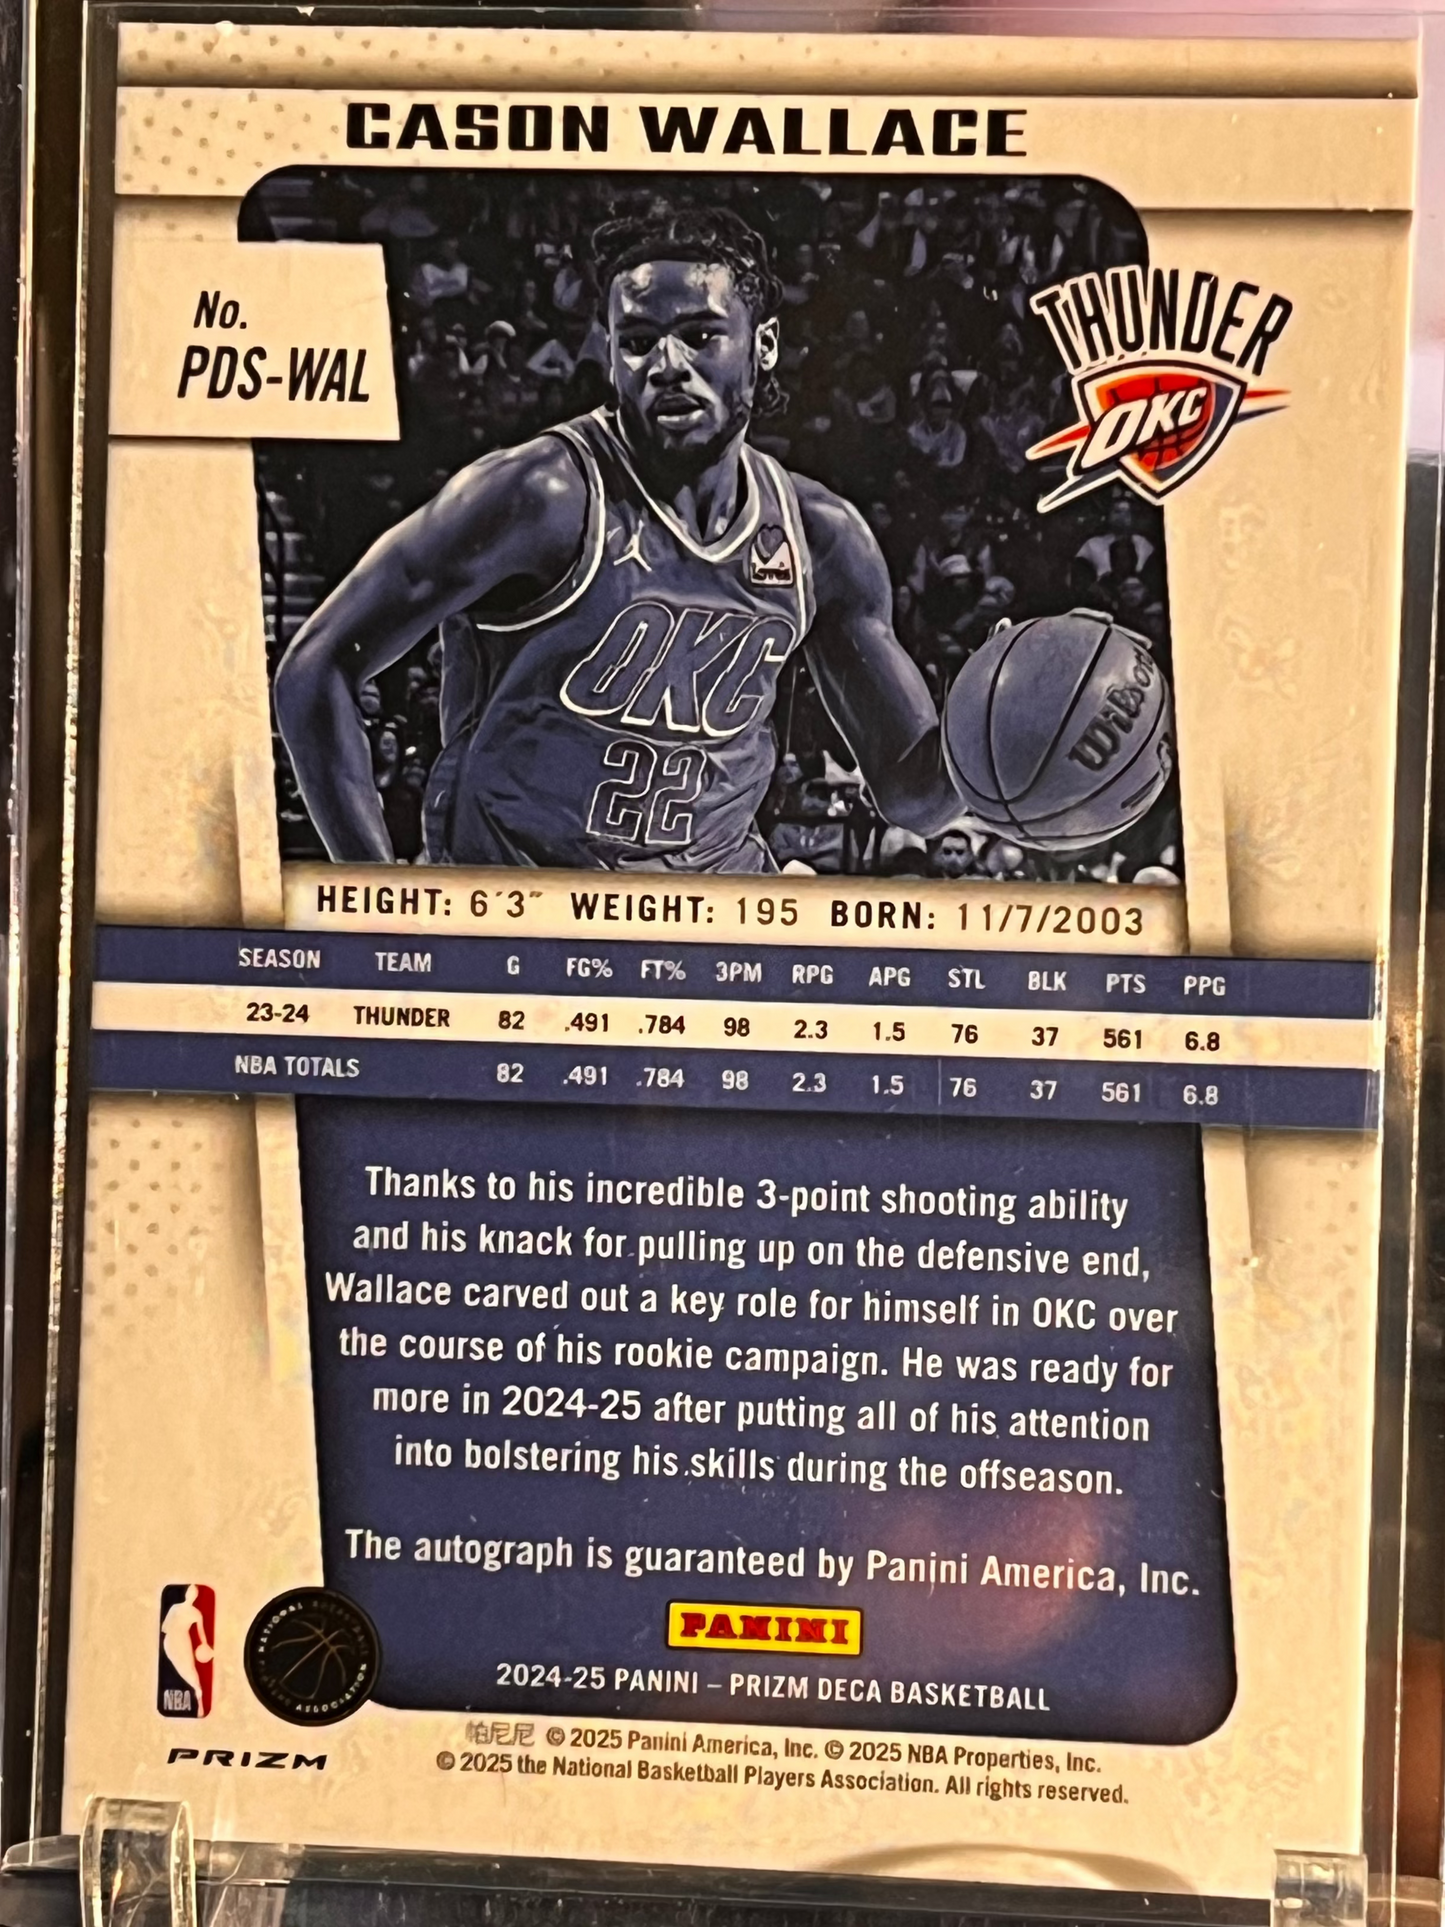 CASON WALLACE
No.
PDS-WAL
THUNDER
OKC
OKC
22
Wilson
HEIGHT: 6'3" WEIGHT: 195 BORN: 11/7/2003
SEASON TEAM G FG% FT% 3PM RPG APG STL BLK PTS PPG
23-24 THUNDER 82 .491 .784 98 2.3 1.5 76 37 561 6.8
NBA TOTALS 82 .491 .784 98 2.3 1.5 76 37 561 6.8
Thanks to his incredible 3-point shooting ability
and his knack for pulling up on the defensive end,
Wallace carved out a key role for himself in OKC over
the course of his rookie campaign. He was ready for
more in 2024-25 after putting all of his attention
into bolstering his skills during the offseason.
The autograph is guaranteed by Panini America, Inc.
PANINI
NBA
NATIONAL BASKETBALL PLAYERS ASSOCIATION
2024-25 PANINI – PRIZM DECA BASKETBALL
PRIZM
帕尼尼 © 2025 Panini America, Inc. © 2025 NBA Properties, Inc.
© 2025 the National Basketball Players Association. All rights reserved.